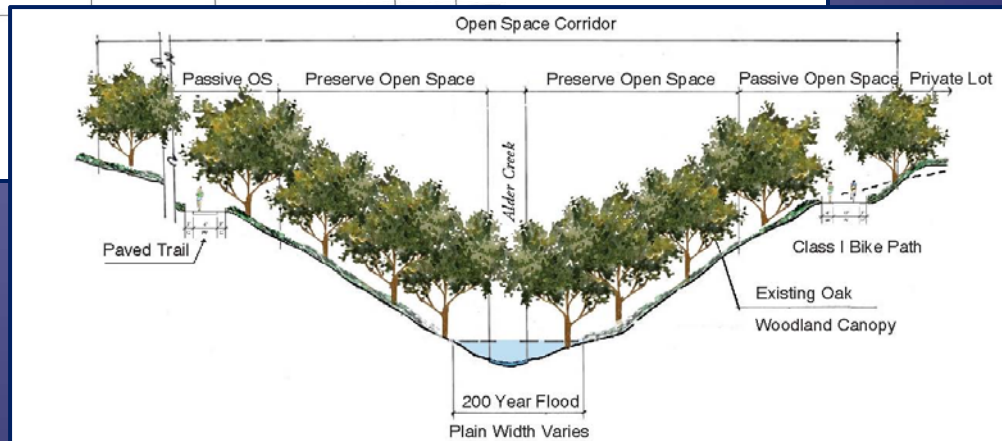 Open Space Corridor
Passive OS
Preserve Open Space
Preserve Open Space
Passive Open Space
Private Lot
Alder Creek
Paved Trail
Class I Bike Path
Existing Oak
Woodland Canopy
200 Year Flood
Plain Width Varies